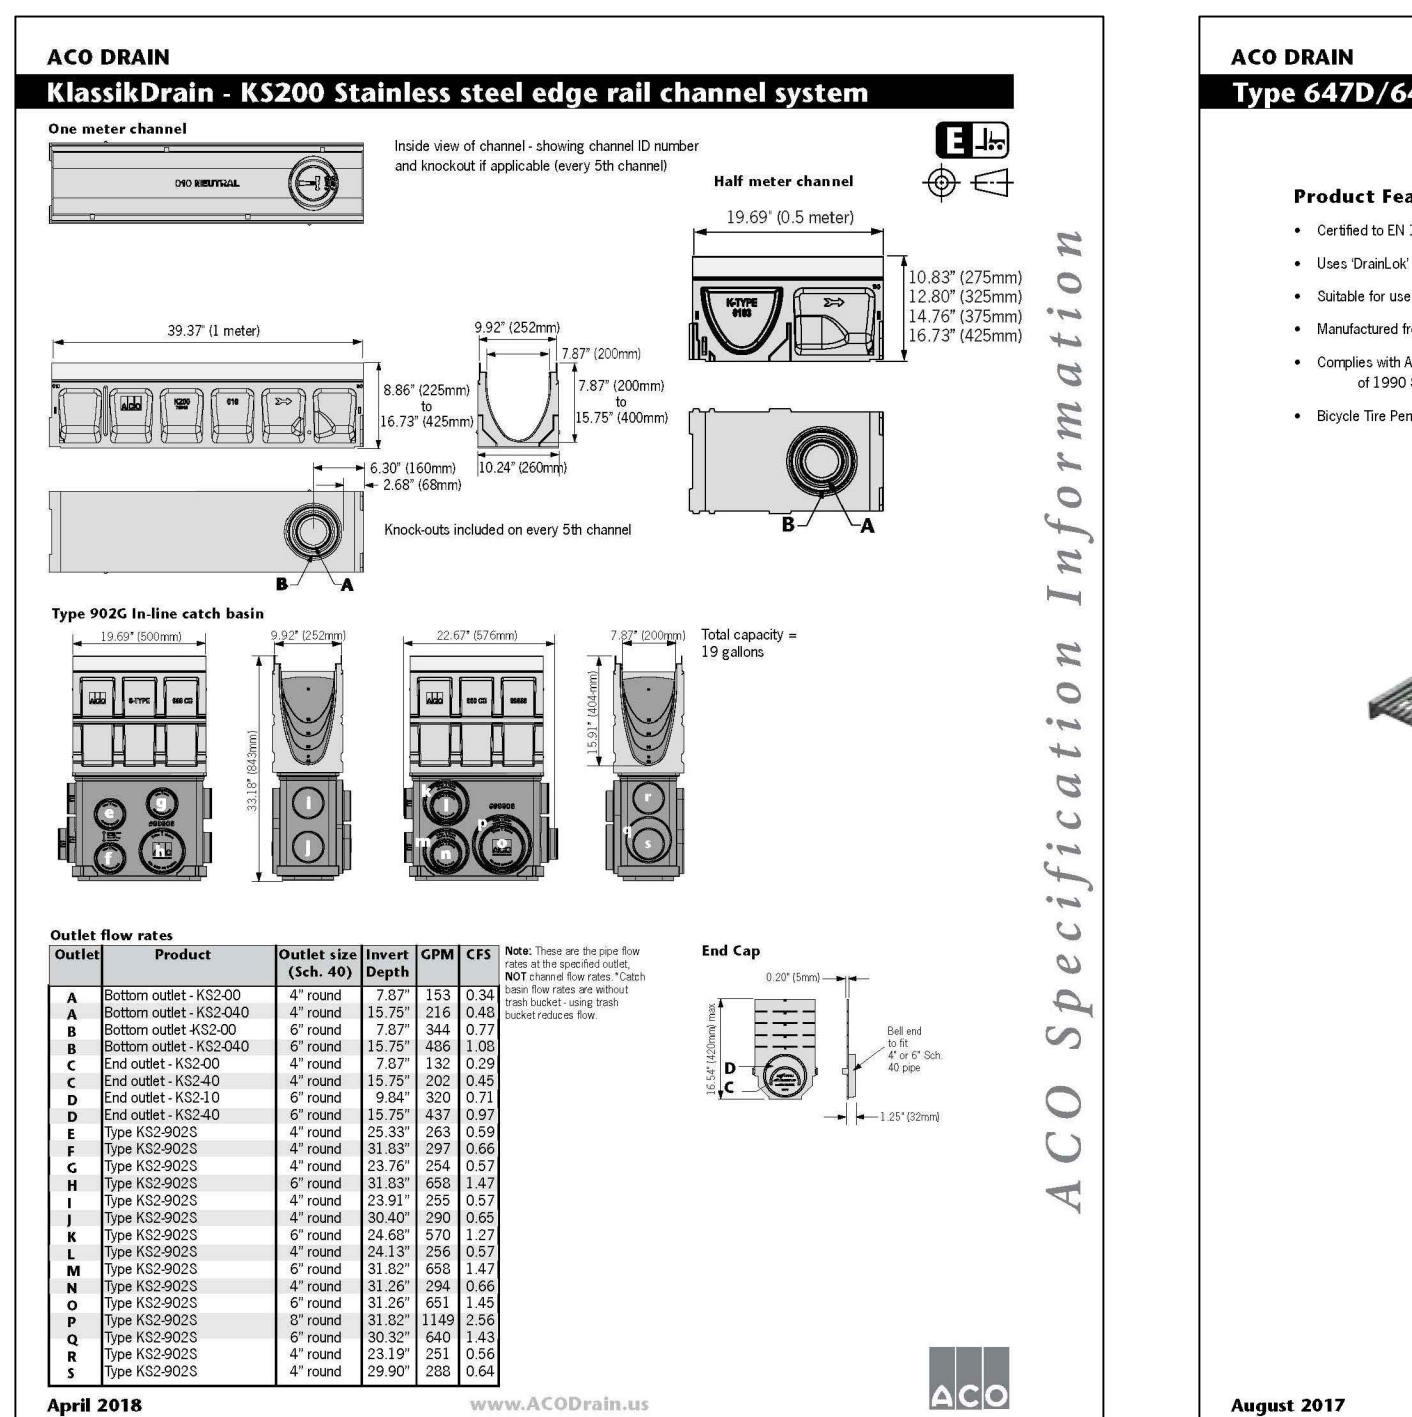 ACO DRAIN
KlassikDrain - KS200 Stainless steel edge rail channel system
One meter channel
Inside view of channel - showing channel ID number
and knockout if applicable (every 5th channel)
E
010 NEUTRAL
Half meter channel
19.69" (0.5 meter)
10.83" (275mm)
12.80" (325mm)
14.76" (375mm)
16.73" (425mm)
K-TYPE
39.37" (1 meter)
9.92" (252mm)
7.87" (200mm)
8.86" (225mm)
to
16.73" (425mm)
7.87" (200mm)
to
15.75" (400mm)
ACO
K200
010
6.30" (160mm)
2.68" (68mm)
10.24" (260mm)
Knock-outs included on every 5th channel
B
A
B
A
Type 902G In-line catch basin
19.69" (500mm)
9.92" (252mm)
22.67" (576mm)
7.87" (200mm)
Total capacity =
19 gallons
33.18" (843mm)
15.91" (404-mm)
e
f
g
h
i
j
k
l
m
n
p
o
r
q
s
Outlet flow rates
Outlet Product Outlet size (Sch. 40) Invert Depth GPM CFS
A Bottom outlet - KS2-00 4" round 7.87" 153 0.34
A Bottom outlet - KS2-040 4" round 15.75" 216 0.48
B Bottom outlet -KS2-00 6" round 7.87" 344 0.77
B Bottom outlet - KS2-040 6" round 15.75" 486 1.08
C End outlet - KS2-00 4" round 7.87" 132 0.29
C End outlet - KS2-40 4" round 15.75" 202 0.45
D End outlet - KS2-10 6" round 9.84" 320 0.71
D End outlet - KS2-40 6" round 15.75" 437 0.97
E Type KS2-902S 4" round 25.33" 263 0.59
F Type KS2-902S 4" round 31.83" 297 0.66
G Type KS2-902S 4" round 23.76" 254 0.57
H Type KS2-902S 6" round 31.83" 658 1.47
I Type KS2-902S 4" round 23.91" 255 0.57
J Type KS2-902S 4" round 30.40" 290 0.65
K Type KS2-902S 6" round 24.68" 570 1.27
L Type KS2-902S 4" round 24.13" 256 0.57
M Type KS2-902S 6" round 31.82" 658 1.47
N Type KS2-902S 4" round 31.26" 294 0.66
O Type KS2-902S 6" round 31.26" 651 1.45
P Type KS2-902S 8" round 31.82" 1149 2.56
Q Type KS2-902S 6" round 30.32" 640 1.43
R Type KS2-902S 4" round 23.19" 251 0.56
S Type KS2-902S 4" round 29.90" 288 0.64
Note: These are the pipe flow
rates at the specified outlet,
NOT channel flow rates. *Catch
basin flow rates are without
trash bucket - using trash
bucket reduces flow.
End Cap
0.20" (5mm)
16.54" (420mm) max
D
C
Bell end
to fit
4" or 6" Sch.
40 pipe
1.25" (32mm)
ACO Specification Information
April 2018
www.ACODrain.us
ACO
ACO DRAIN
Type 647D/64
Product Fea
• Certified to EN 1
• Uses 'DrainLok'
• Suitable for use
• Manufactured fr
• Complies with A
of 1990
• Bicycle Tire Pen
August 2017